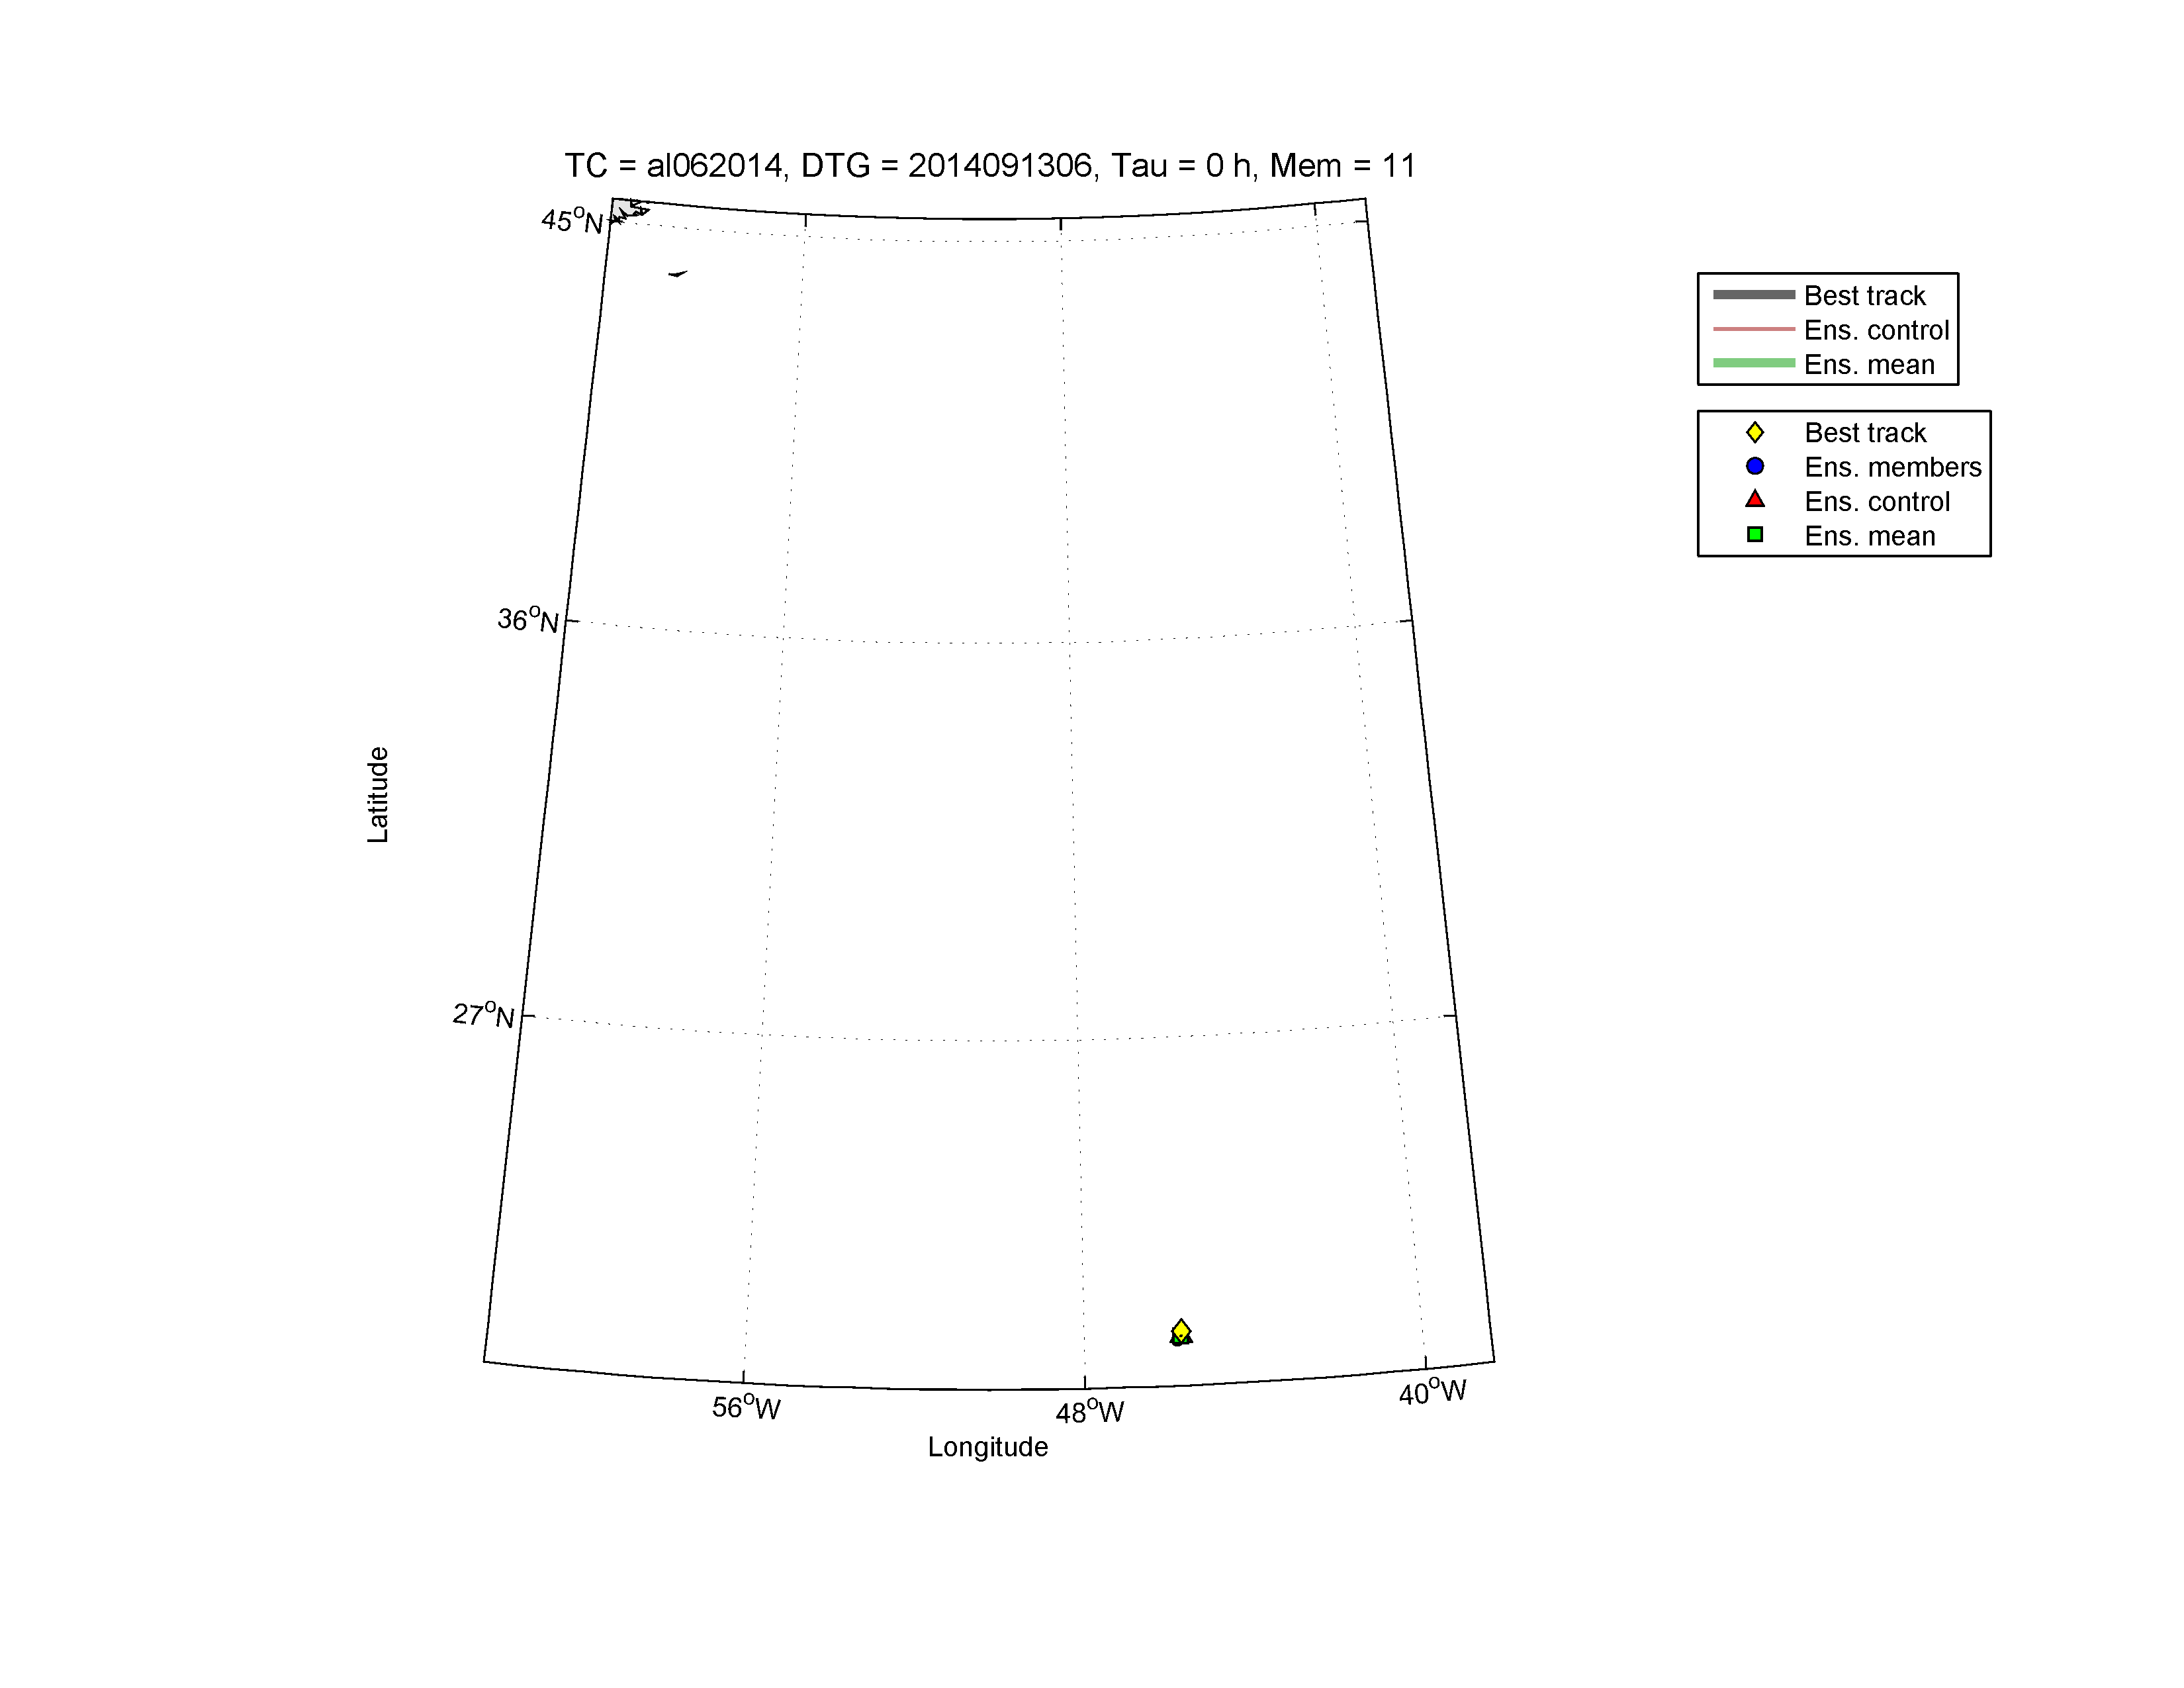 TC = al062014, DTG = 2014091306, Tau = 0 h, Mem = 11
45°N
36°N
27°N
Latitude
56°W
48°W
40°W
Longitude
Best track
Ens. control
Ens. mean
Best track
Ens. members
Ens. control
Ens. mean